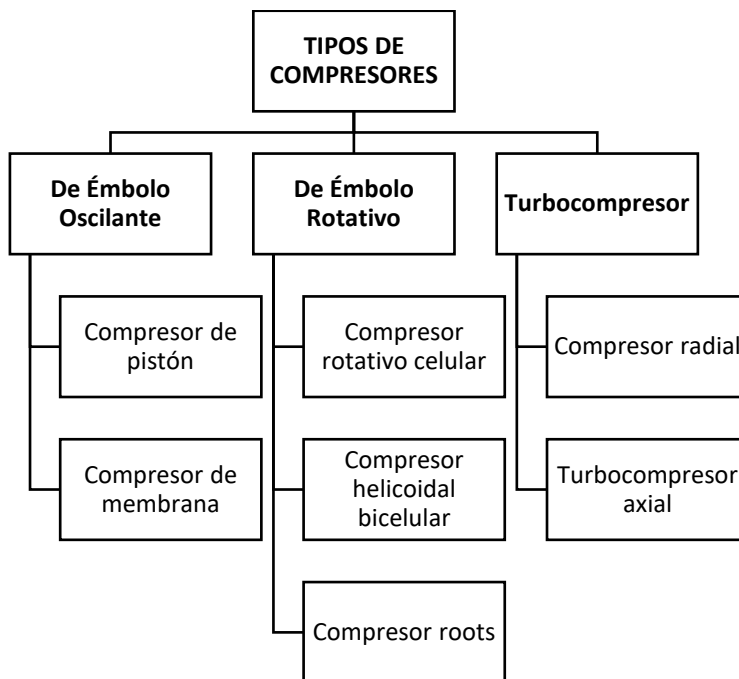 TIPOS DE
COMPRESORES
De Émbolo
Oscilante
De Émbolo
Rotativo
Turbocompresor
Compresor de
pistón
Compresor
rotativo celular
Compresor radial
Compresor de
membrana
Compresor
helicoidal
bicelular
Turbocompresor
axial
Compresor roots